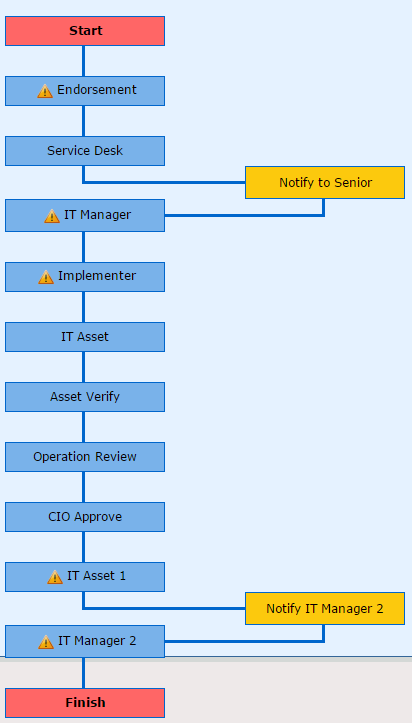 Start
Endorsement
Service Desk
Notify to Senior
IT Manager
Implementer
IT Asset
Asset Verify
Operation Review
CIO Approve
IT Asset 1
Notify IT Manager 2
IT Manager 2
Finish